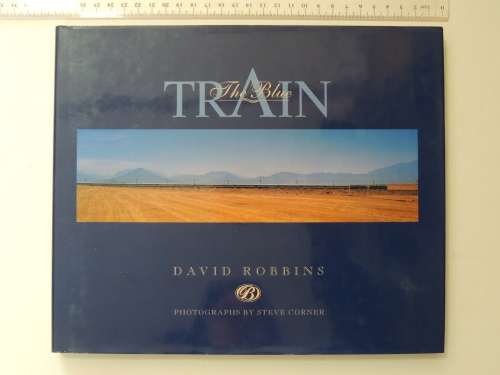 The Blue
TRAIN
DAVID ROBBINS
B
PHOTOGRAPHS BY STEVE CORNER